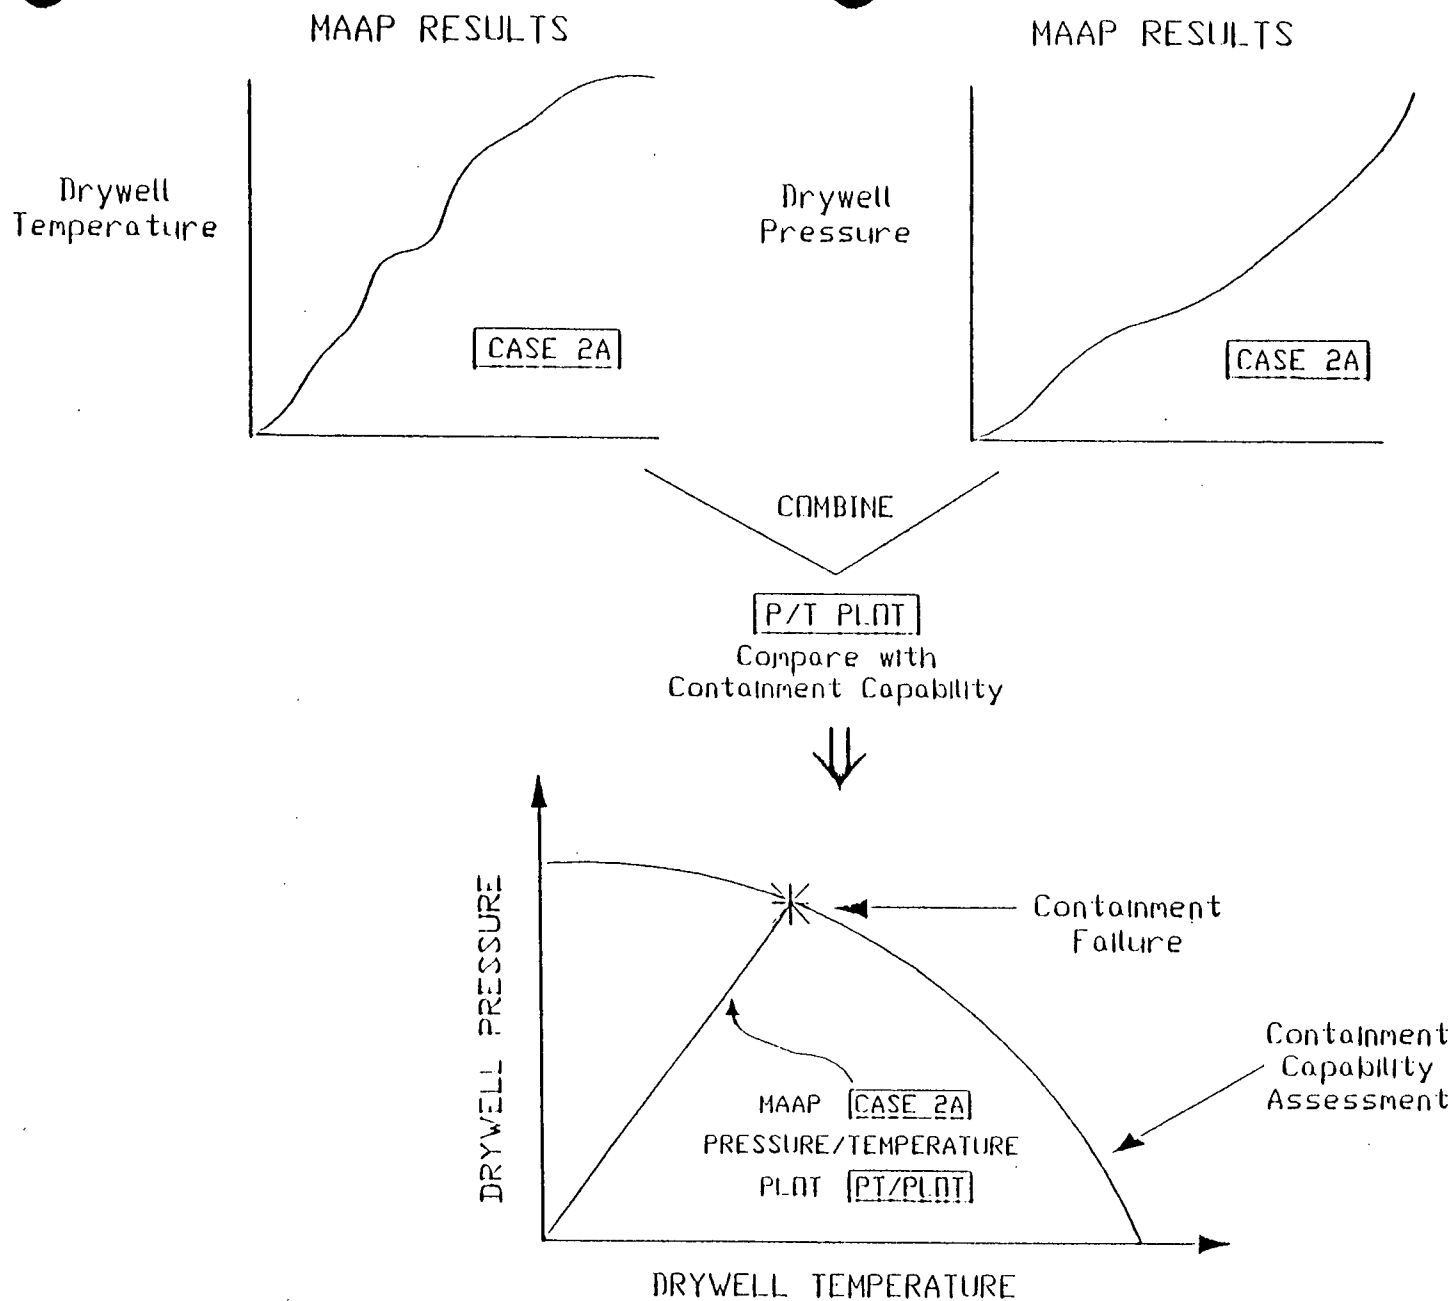 MAAP RESULTS
MAAP RESULTS
Drywell
Temperature
CASE 2A
Drywell
Pressure
CASE 2A
COMBINE
P/T PLOT
Compare with
Containment Capability
DRYWELL PRESSURE
Containment
Failure
Containment
Capability
Assessment
MAAP CASE 2A
PRESSURE/TEMPERATURE
PLOT PT/PLOT
DRYWELL TEMPERATURE